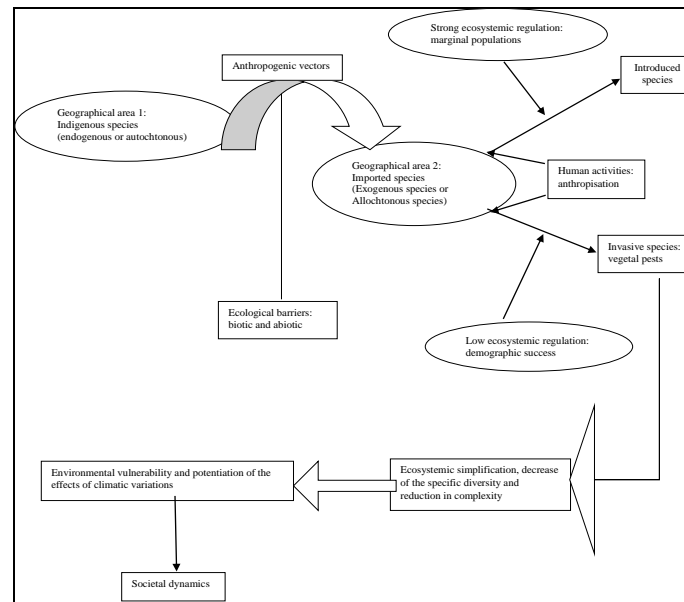 Strong ecosystemic regulation:
marginal populations
Anthropogenic vectors
Introduced
species
Geographical area 1:
Indigenous species
(endogenous or autochtonous)
Geographical area 2:
Imported species
(Exogenous species or
Allochtonous species)
Human activities:
anthropisation
Invasive species:
vegetal pests
Ecological barriers:
biotic and abiotic
Low ecosystemic regulation:
demographic success
Environmental vulnerability and potentiation of the
effects of climatic variations
Ecosystemic simplification, decrease
of the specific diversity and
reduction in complexity
Societal dynamics